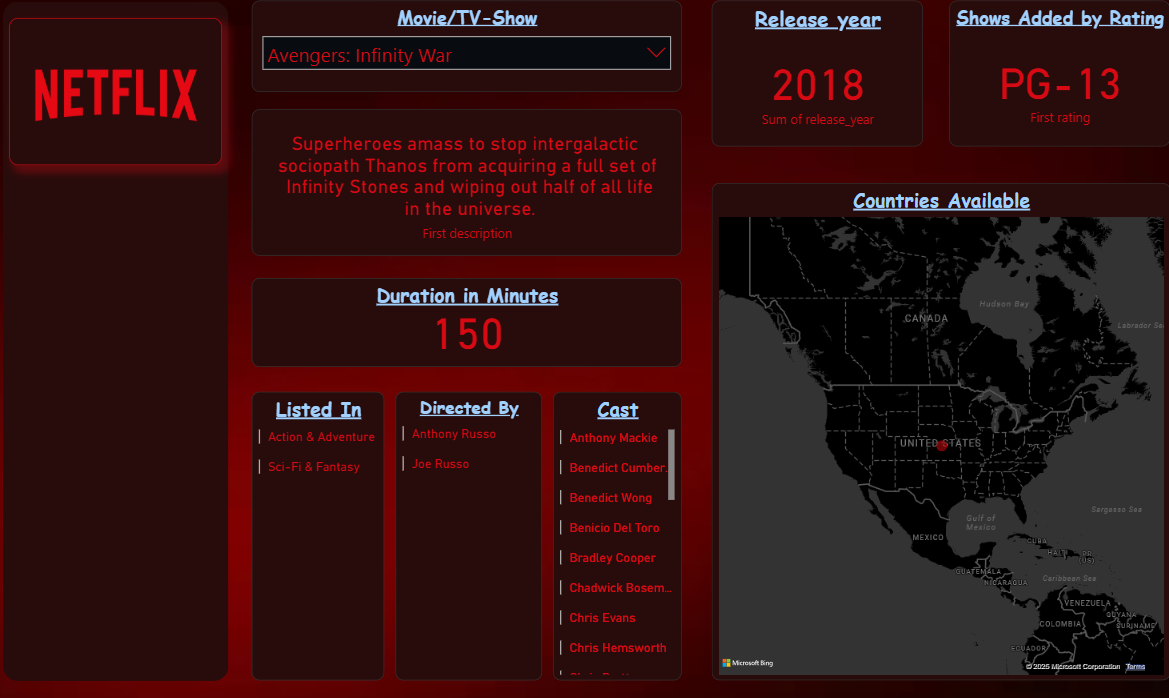 NETFLIX
Movie/TV-Show
Avengers: Infinity War
Superheroes amass to stop intergalactic
sociopath Thanos from acquiring a full set of
Infinity Stones and wiping out half of all life
in the universe.
First description
Duration in Minutes
150
Listed In
Action & Adventure
Sci-Fi & Fantasy
Directed By
Anthony Russo
Joe Russo
Cast
Anthony Mackie
Benedict Cumber...
Benedict Wong
Benicio Del Toro
Bradley Cooper
Chadwick Bosem...
Chris Evans
Chris Hemsworth
Release year
2018
Sum of release_year
Shows Added by Rating
PG-13
First rating
Countries Available
Hudson Bay
CANADA
Labrador Sea
UNITED STATES
Sargasso Sea
Gulf of
Mexico
MEXICO
CUBA
HAITI
PR
(US)
GUATEMALA
Caribbean Sea
NICARAGUA
VENEZUELA
GUYANA
COLOMBIA
SURINAME
ECUADOR
Microsoft Bing
© 2025 Microsoft Corporation
Terms